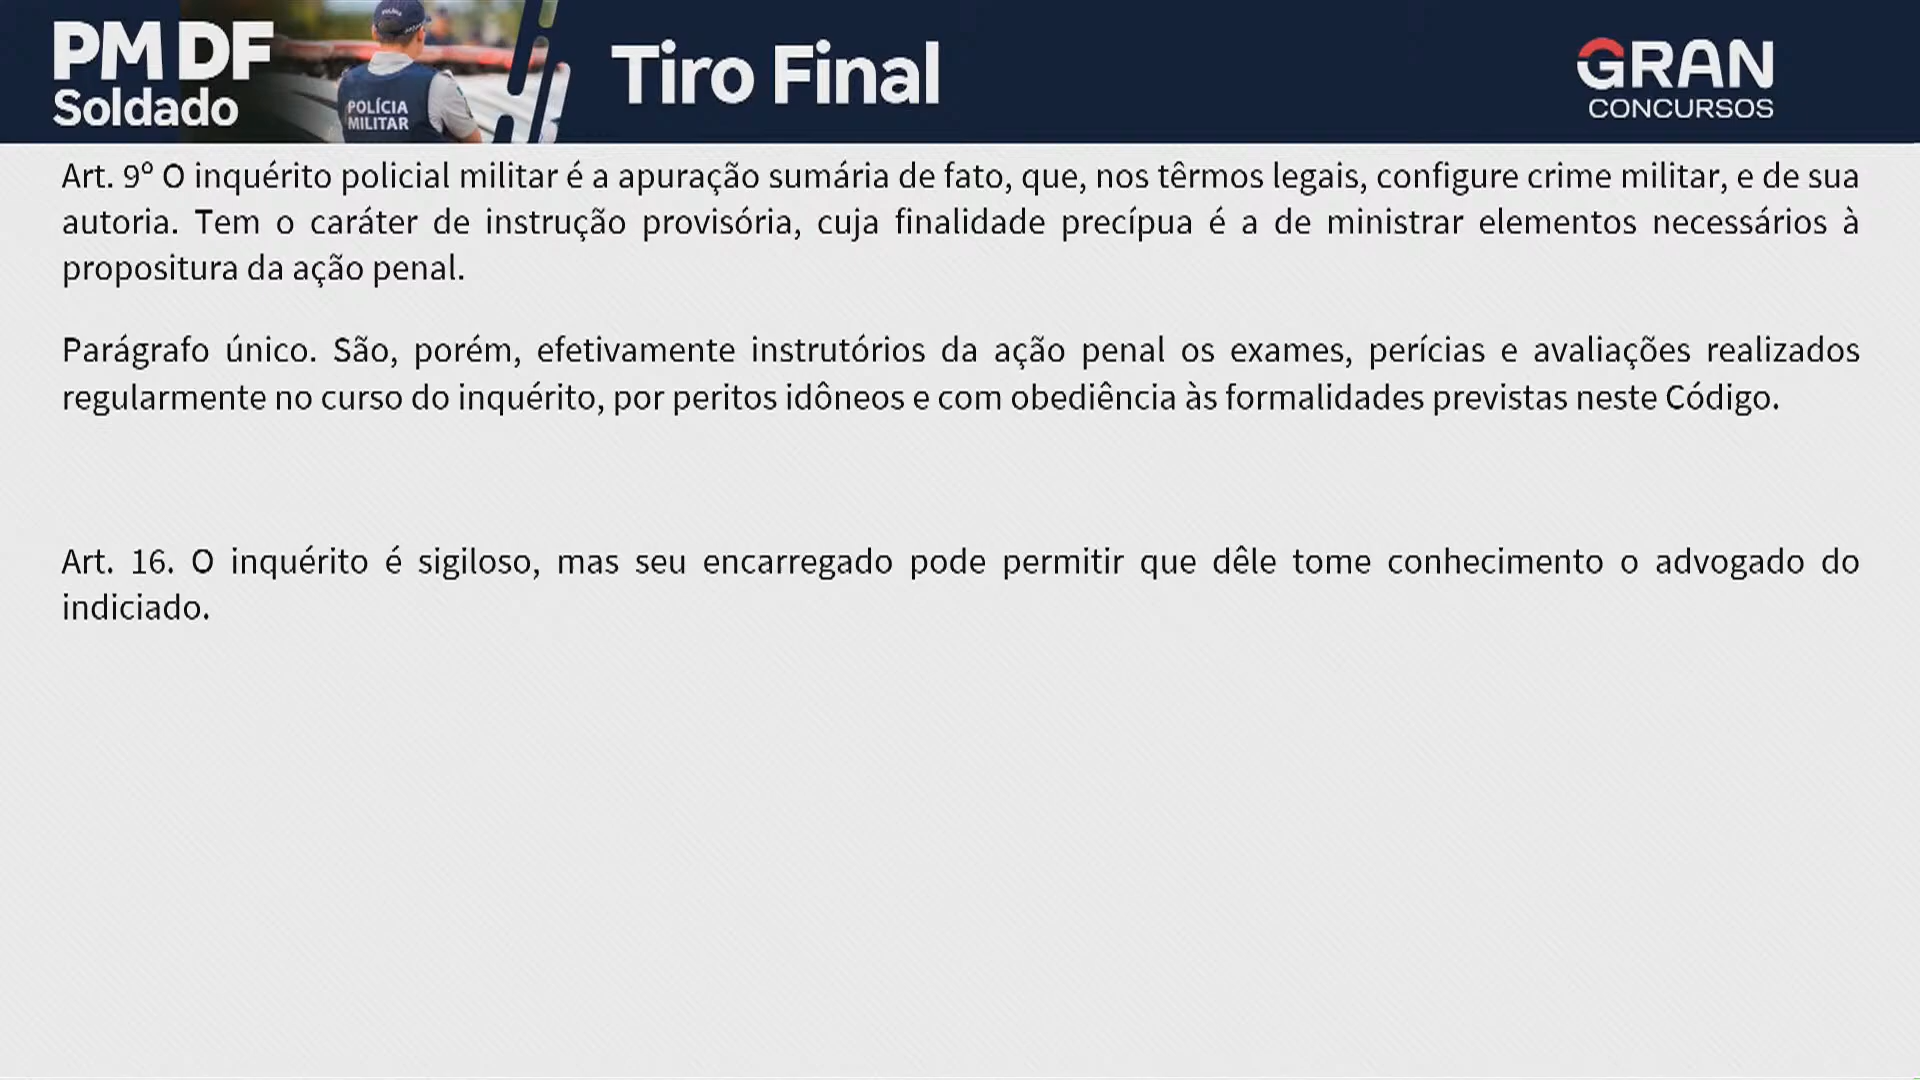 PM DF
Soldado
POLÍCIA
MILITAR
Tiro Final
GRAN
CONCURSOS
Art. 9º O inquérito policial militar é a apuração sumária de fato, que, nos têrmos legais, configure crime militar, e de sua
autoria. Tem o caráter de instrução provisória, cuja finalidade precípua é a de ministrar elementos necessários à
propositura da ação penal.
Parágrafo único. São, porém, efetivamente instrutórios da ação penal os exames, perícias e avaliações realizados
regularmente no curso do inquérito, por peritos idôneos e com obediência às formalidades previstas neste Código.
Art. 16. O inquérito é sigiloso, mas seu encarregado pode permitir que dêle tome conhecimento o advogado do
indiciado.